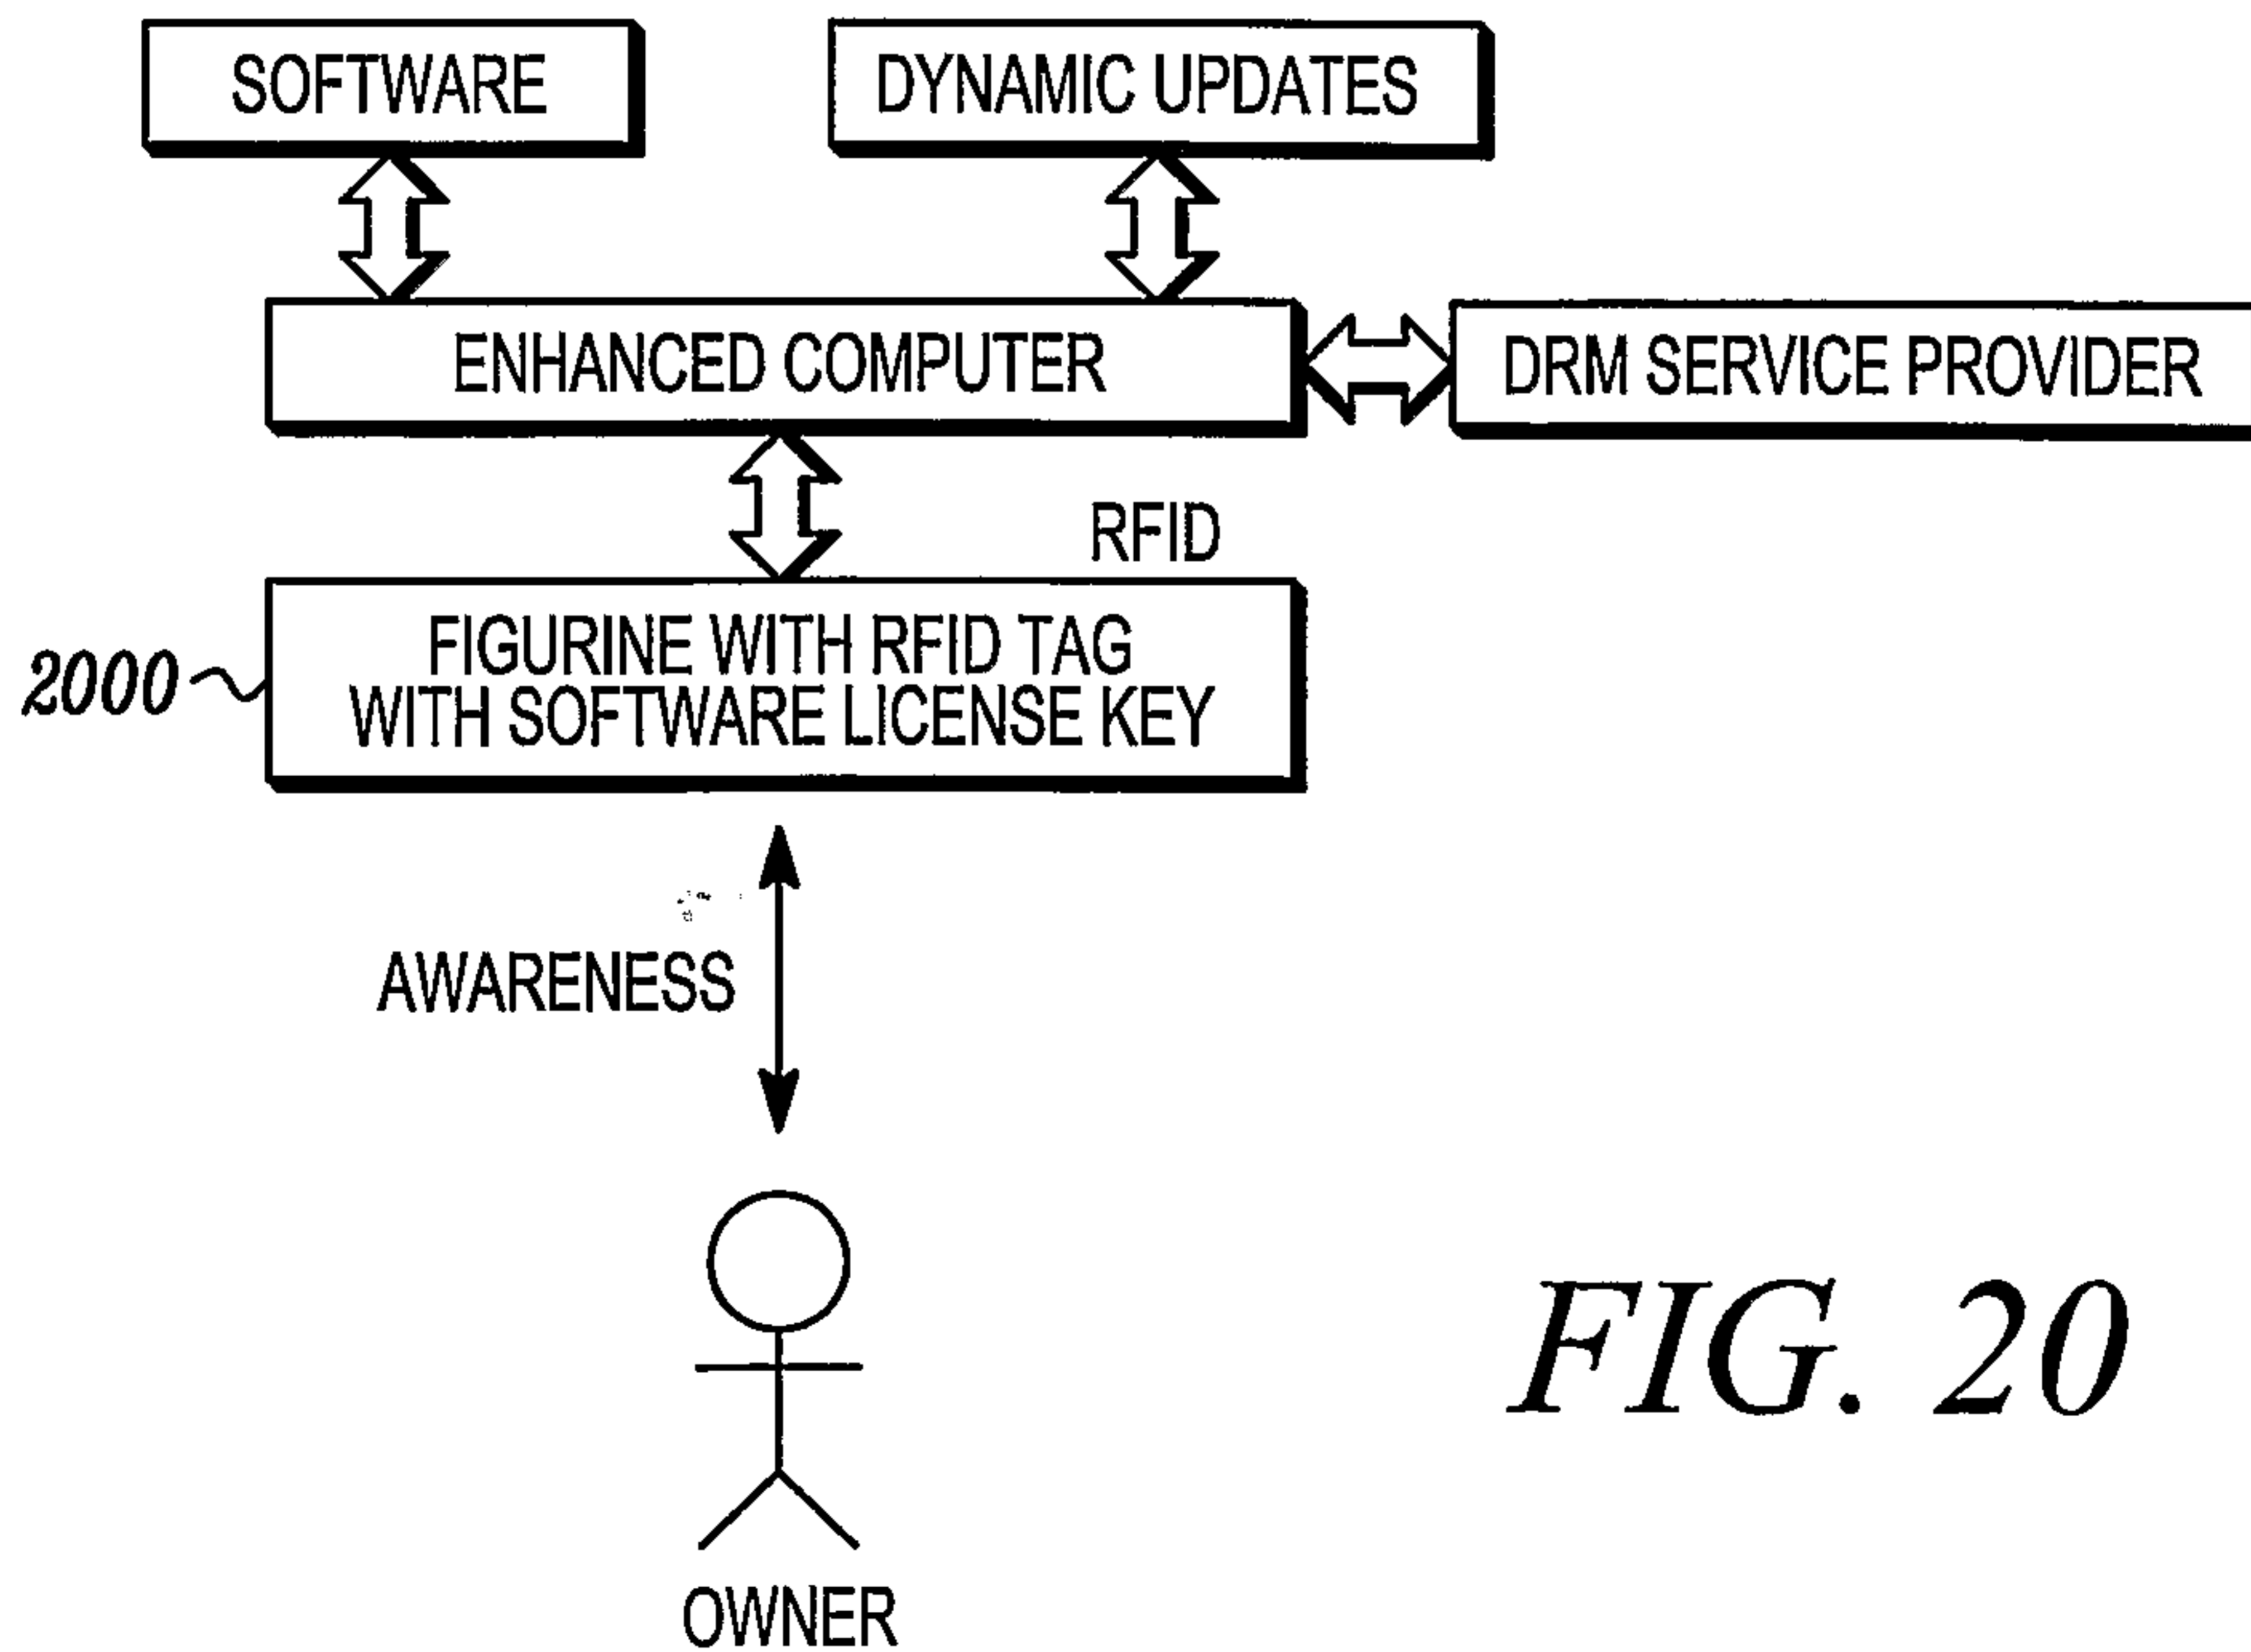 SOFTWARE
DYNAMIC UPDATES
ENHANCED COMPUTER
DRM SERVICE PROVIDER
RFID
2000
FIGURINE WITH RFID TAG
WITH SOFTWARE LICENSE KEY
AWARENESS
OWNER
FIG. 20